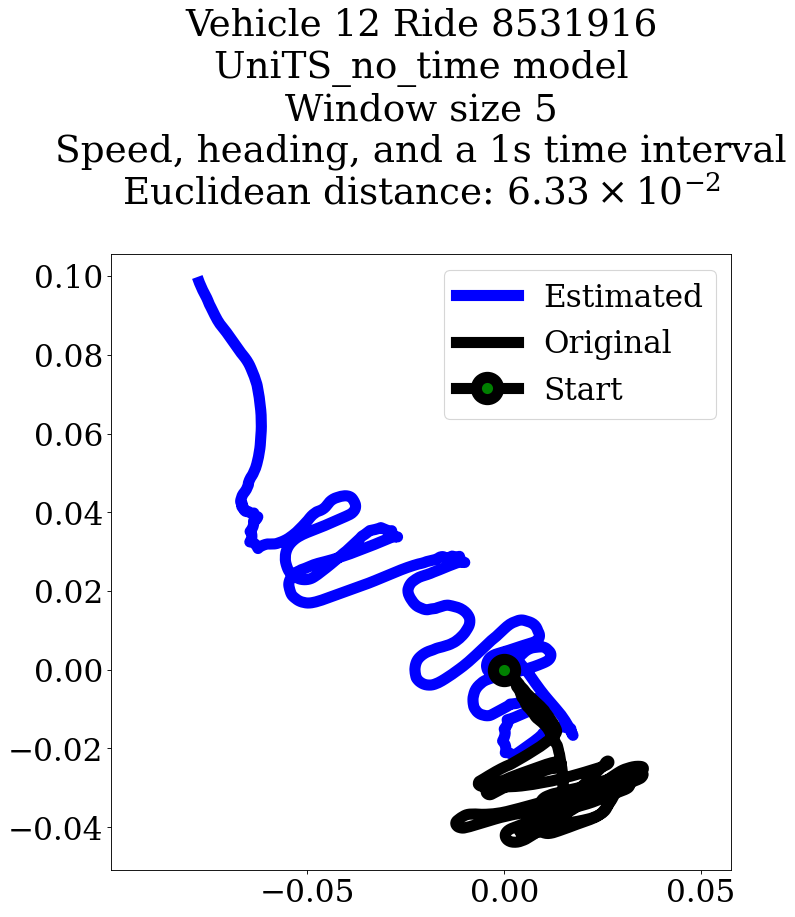 Vehicle 12 Ride 8531916
UniTS_no_time model
Window size 5
Speed, heading, and a 1s time interval
Euclidean distance: 6.33 × 10⁻²
Estimated
Original
Start
0.10
0.08
0.06
0.04
0.02
0.00
−0.02
−0.04
−0.05
0.00
0.05